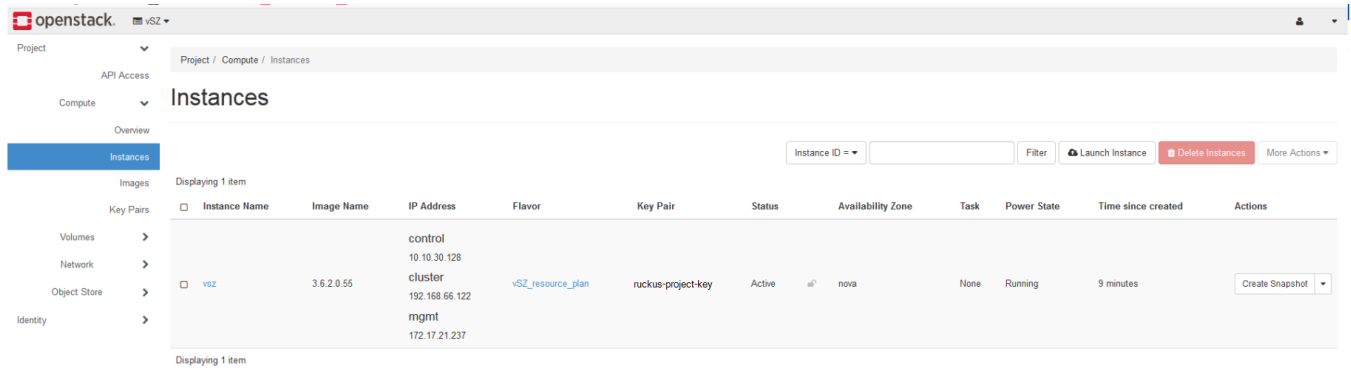 openstack. vSZ
Project
API Access
Compute
Overview
Instances
Images
Key Pairs
Volumes
Network
Object Store
Identity
Project / Compute / Instances
Instances
Instance ID = Filter Launch Instance Delete Instances More Actions
Displaying 1 item
Instance Name Image Name IP Address Flavor Key Pair Status Availability Zone Task Power State Time since created Actions
control
10.10.30.128
cluster
vsz 3.6.2.0.55 vSZ_resource_plan ruckus-project-key Active nova None Running 9 minutes Create Snapshot
192.168.66.122
mgmt
172.17.21.237
Displaying 1 item